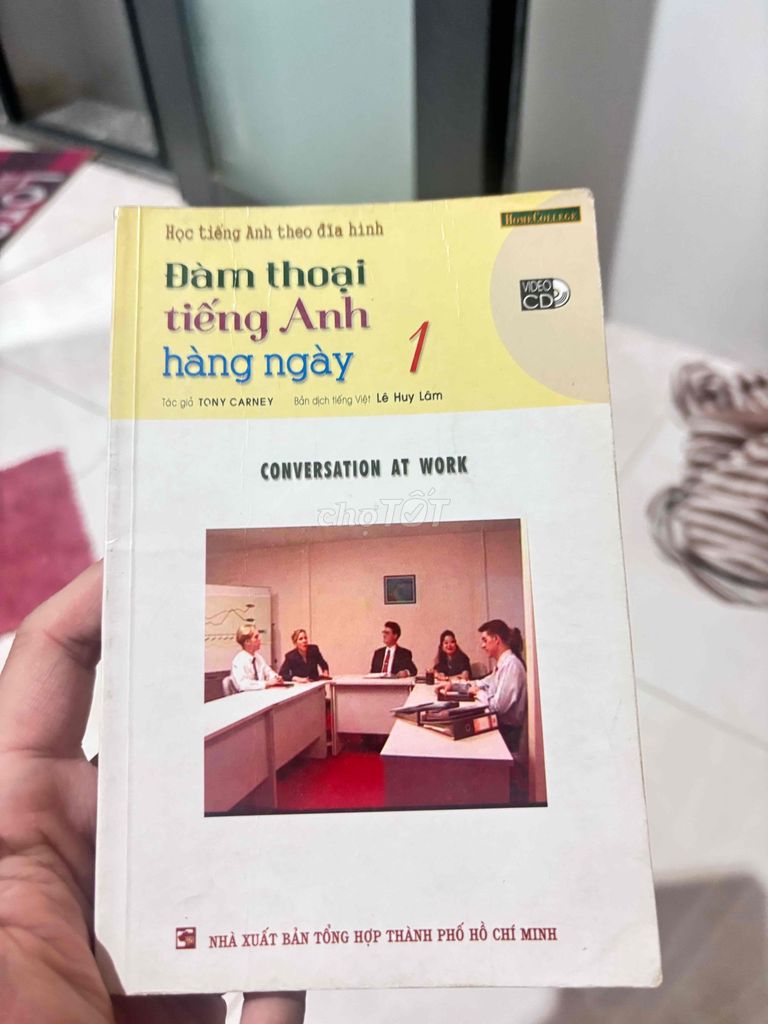 Học tiếng Anh theo đĩa hình
HOMECOLLEGE
Đàm thoại
tiếng Anh
hàng ngày 1
VIDEO
CD
Tác giả TONY CARNEY Bản dịch tiếng Việt Lê Huy Lâm
CONVERSATION AT WORK
chợTỐT
NHÀ XUẤT BẢN TỔNG HỢP THÀNH PHỐ HỒ CHÍ MINH